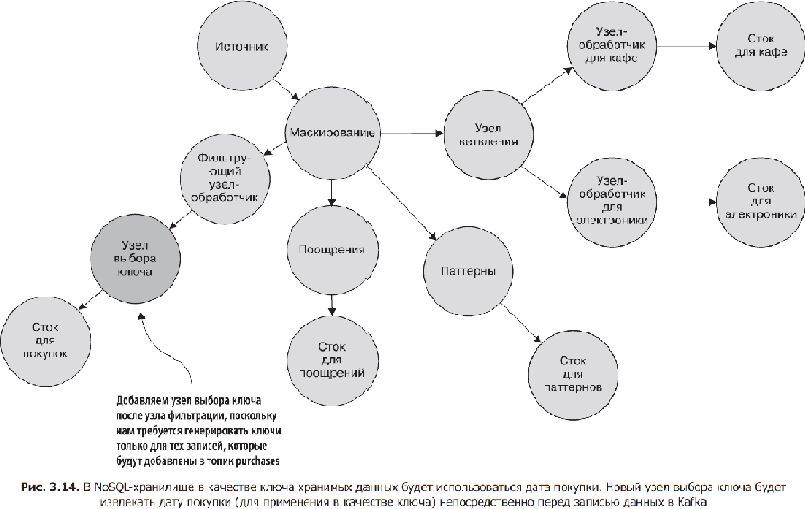 Источник
Узел-
обработчик
для кафе
Сток
для кафе
Маскирование
Узел
ветвления
Фильтру-
ющий
узел-
обработчик
Узел-
обработчик
для
электроники
Сток
для
электроники
Узел
выбора
ключа
Поощрения
Паттерны
Сток
для
покупок
Сток
для
поощрений
Сток
для
паттернов
Добавляем узел выбора ключа
после узла фильтрации, поскольку
нам требуется генерировать ключи
только для тех записей, которые
будут добавлены в топик purchases
Рис. 3.14. В NoSQL-хранилище в качестве ключа хранимых данных будет использоваться дата покупки. Новый узел выбора ключа будет
извлекать дату покупки (для применения в качестве ключа) непосредственно перед записью данных в Kafka